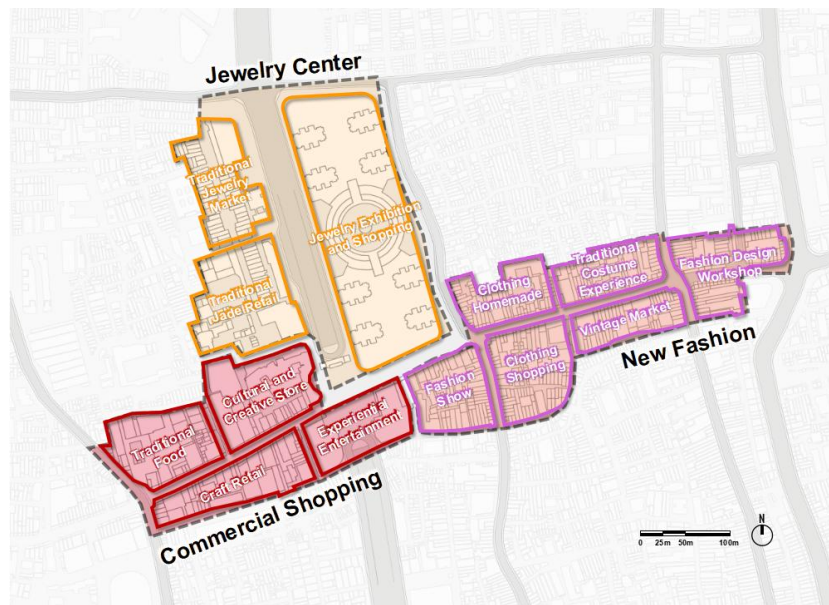 Jewelry Center
Traditional
Jewelry
Market
Jewelry Exhibition
and Shopping
Traditional
Jade Retail
Clothing
Homemade
Traditional
Costume
Experience
Fashion Design
Workshop
Vintage Market
New Fashion
Fashion
Show
Clothing
Shopping
Cultural and
Creative Store
Experiential
Entertainment
Traditional
Food
Craft Retail
Commercial Shopping
N
0 25m 50m 100m